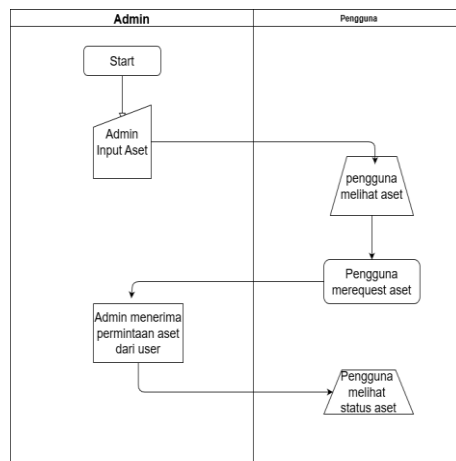 Admin
Pengguna
Start
Admin
Input Aset
pengguna
melihat aset
Pengguna
merequest aset
Admin menerima
permintaan aset
dari user
Pengguna
melihat
status aset